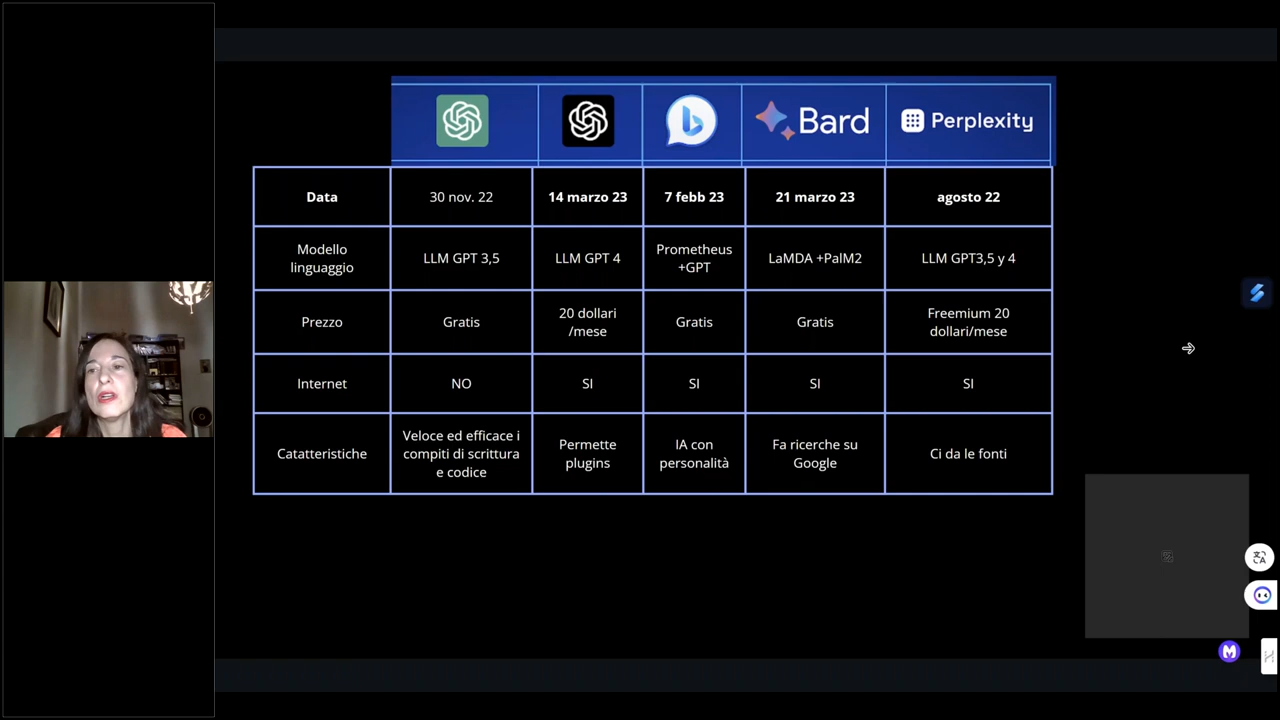 Bard
Perplexity
Data
30 nov. 22
14 marzo 23
7 febb 23
21 marzo 23
agosto 22
Modello
linguaggio
LLM GPT 3,5
LLM GPT 4
Prometheus
+GPT
LaMDA +PalM2
LLM GPT3,5 y 4
Prezzo
Gratis
20 dollari
/mese
Gratis
Gratis
Freemium 20
dollari/mese
Internet
NO
SI
SI
SI
SI
Catatteristiche
Veloce ed efficace i
compiti di scrittura
e codice
Permette
plugins
IA con
personalità
Fa ricerche su
Google
Ci da le fonti